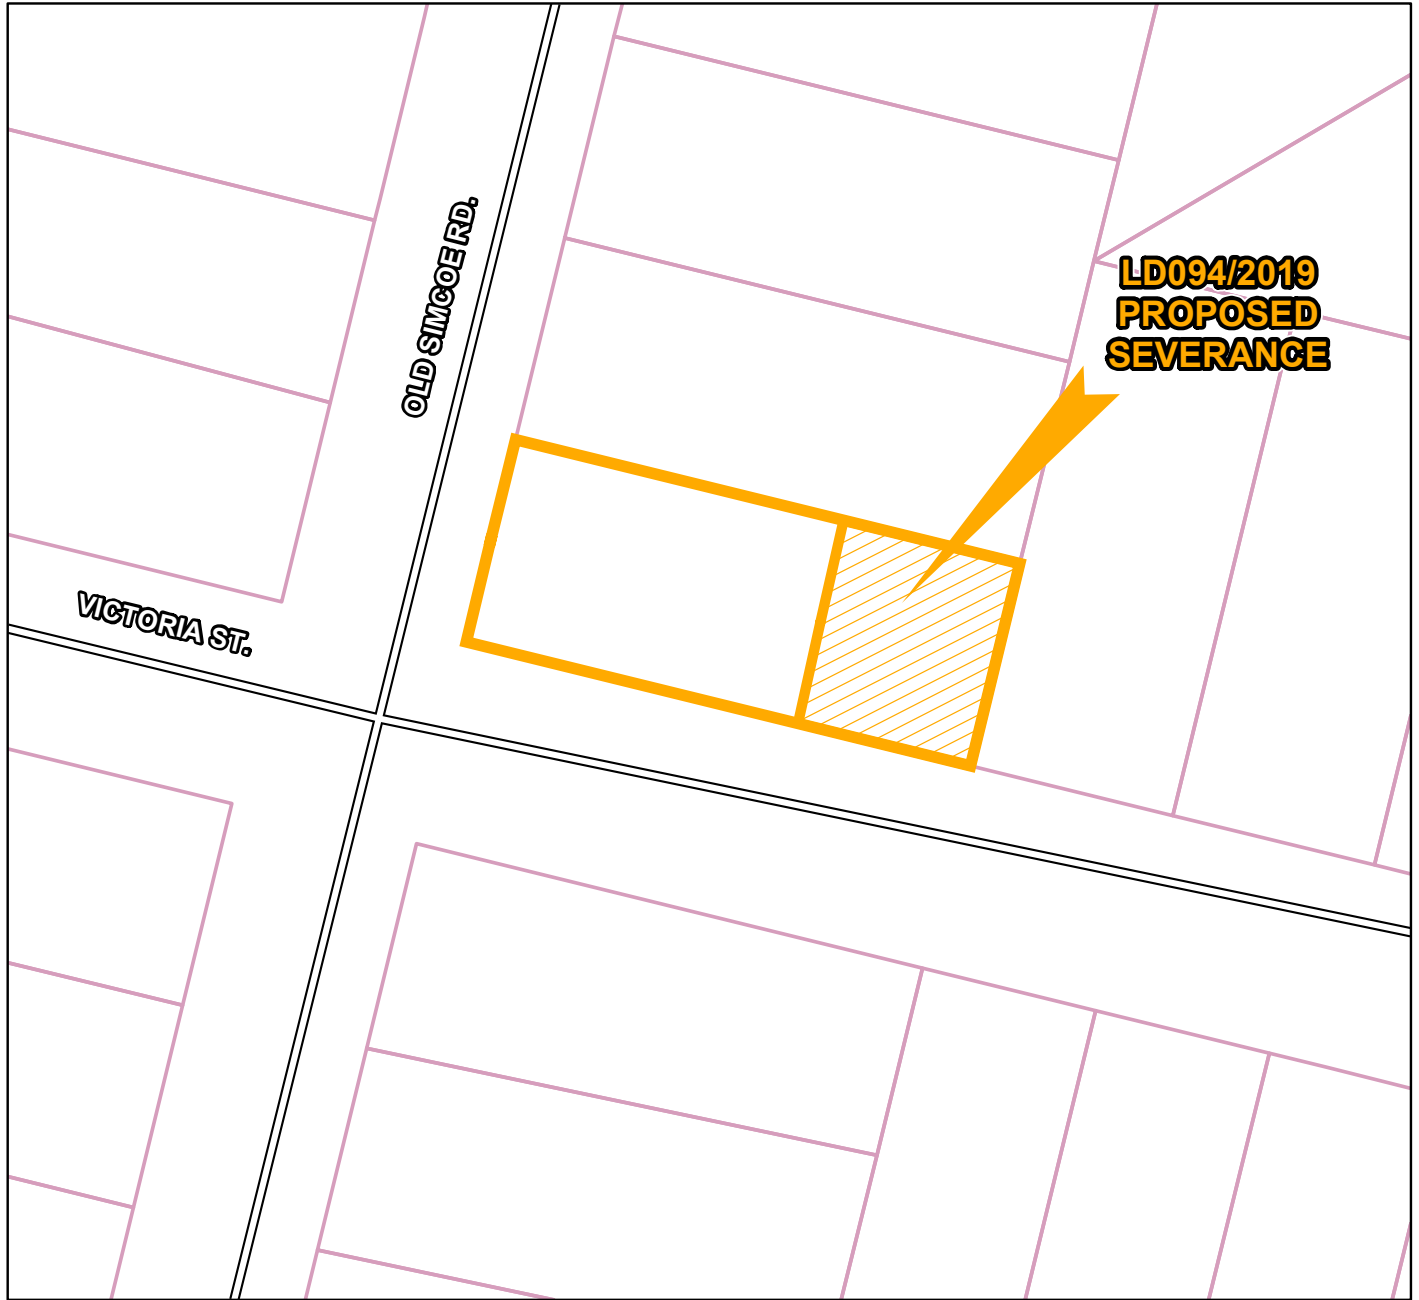 OLD SIMCOE RD.
LD094/2019
PROPOSED
SEVERANCE
VICTORIA ST.